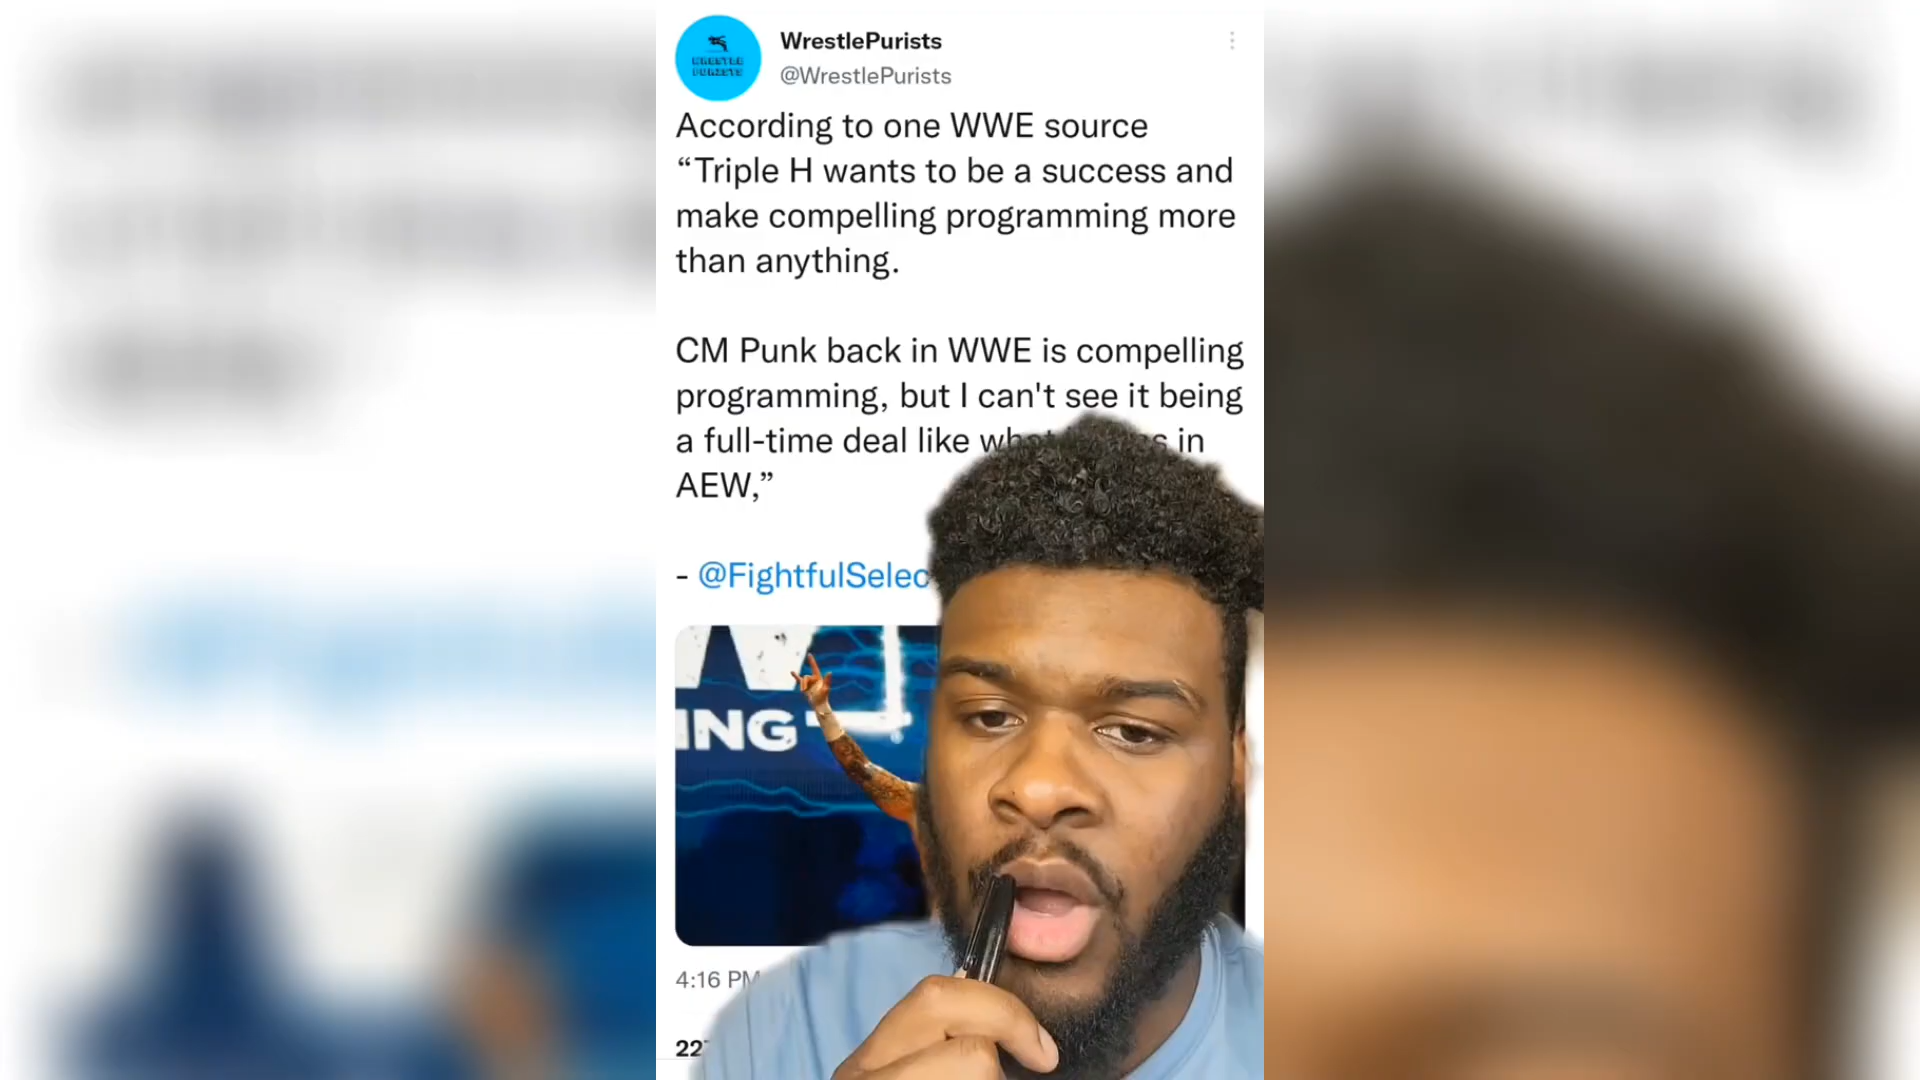 WrestlePurists
@WrestlePurists
WRESTLE
PURISTS
According to one WWE source
“Triple H wants to be a success and
make compelling programming more
than anything.
CM Punk back in WWE is compelling
programming, but I can't see it being
a full-time deal like in
AEW,”
- @FightfulSelec
ING
4:16 PM